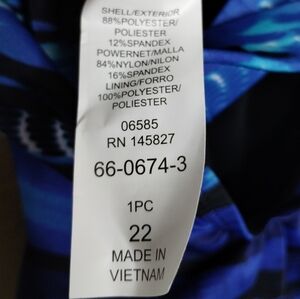 SHELL/EXTERIOR
88%POLYESTER/
POLIESTER
12%SPANDEX
POWERNET/MALLA
84%NYLON/NILON
16%SPANDEX
LINING/FORRO
100%POLYESTER/
POLIESTER
06585
RN 145827
66-0674-3
1PC
22
MADE IN
VIETNAM